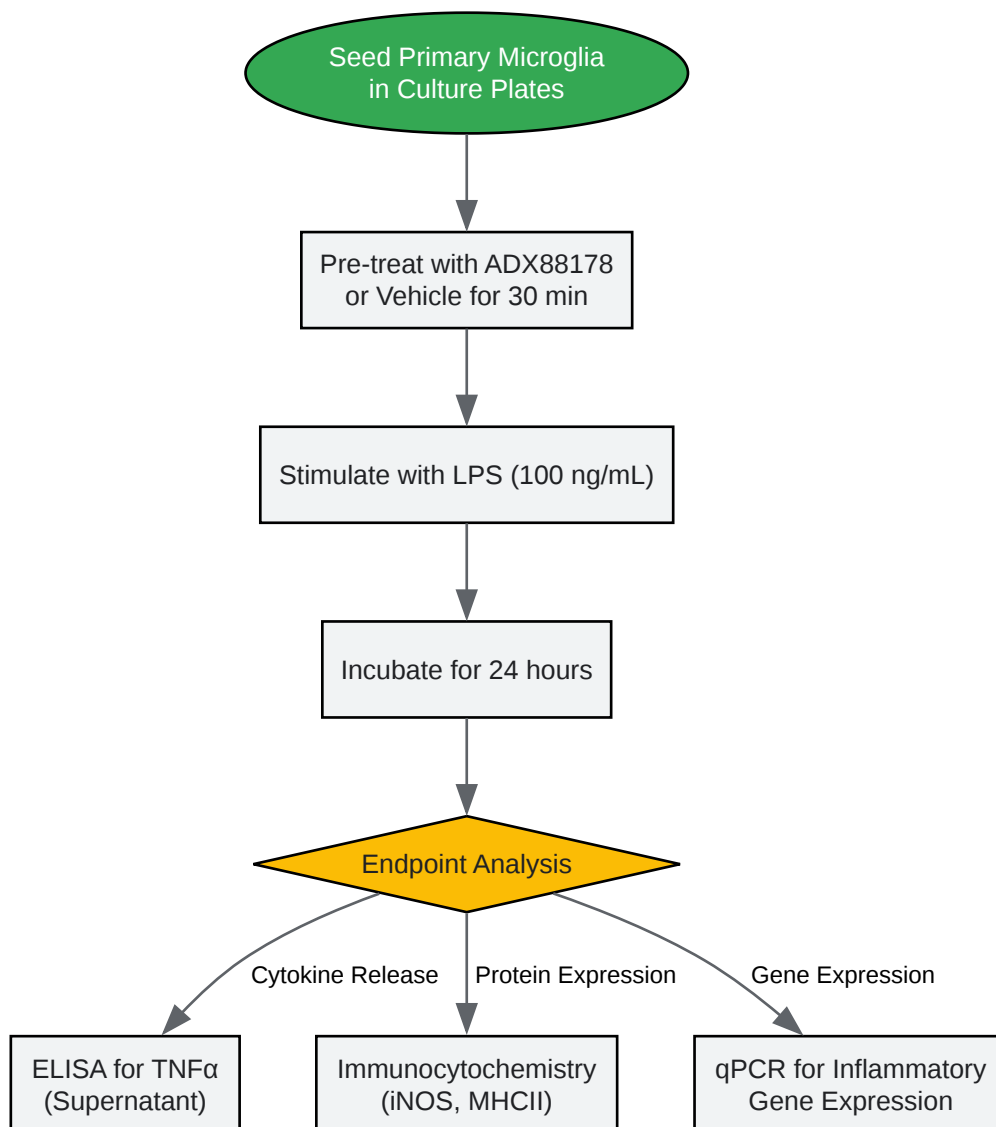 Seed Primary Microglia
in Culture Plates
Pre-treat with ADX88178
or Vehicle for 30 min
Stimulate with LPS (100 ng/mL)
Incubate for 24 hours
Endpoint Analysis
Cytokine Release
Protein Expression
Gene Expression
ELISA for TNFα
(Supernatant)
Immunocytochemistry
(iNOS, MHCII)
qPCR for Inflammatory
Gene Expression